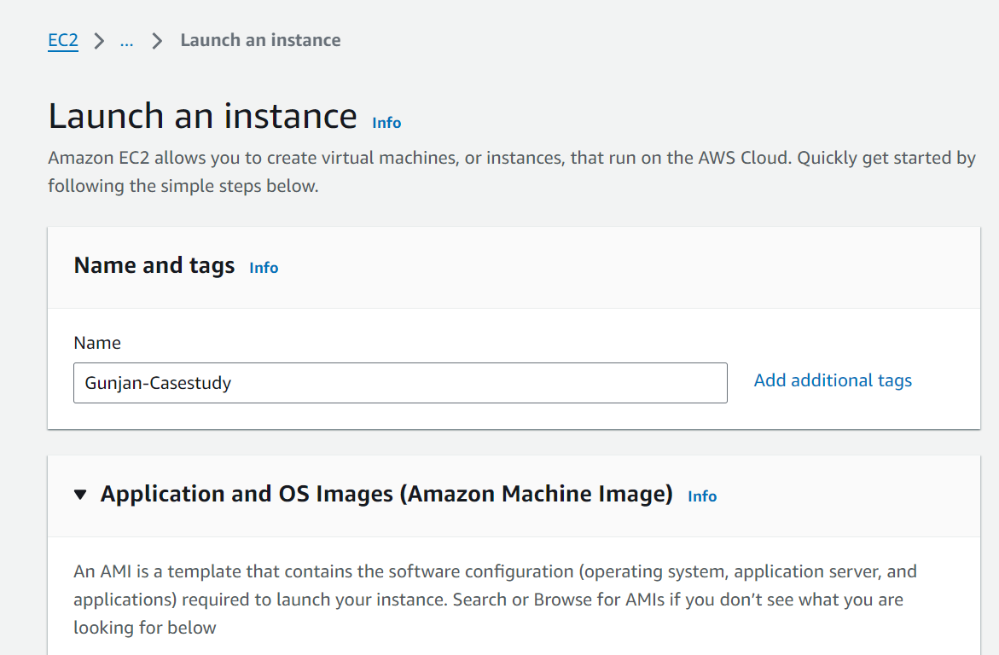 EC2 > ... > Launch an instance
Launch an instance Info
Amazon EC2 allows you to create virtual machines, or instances, that run on the AWS Cloud. Quickly get started by
following the simple steps below.
Name and tags Info
Name
Gunjan-Casestudy Add additional tags
Application and OS Images (Amazon Machine Image) Info
An AMI is a template that contains the software configuration (operating system, application server, and
applications) required to launch your instance. Search or Browse for AMIs if you don’t see what you are
looking for below